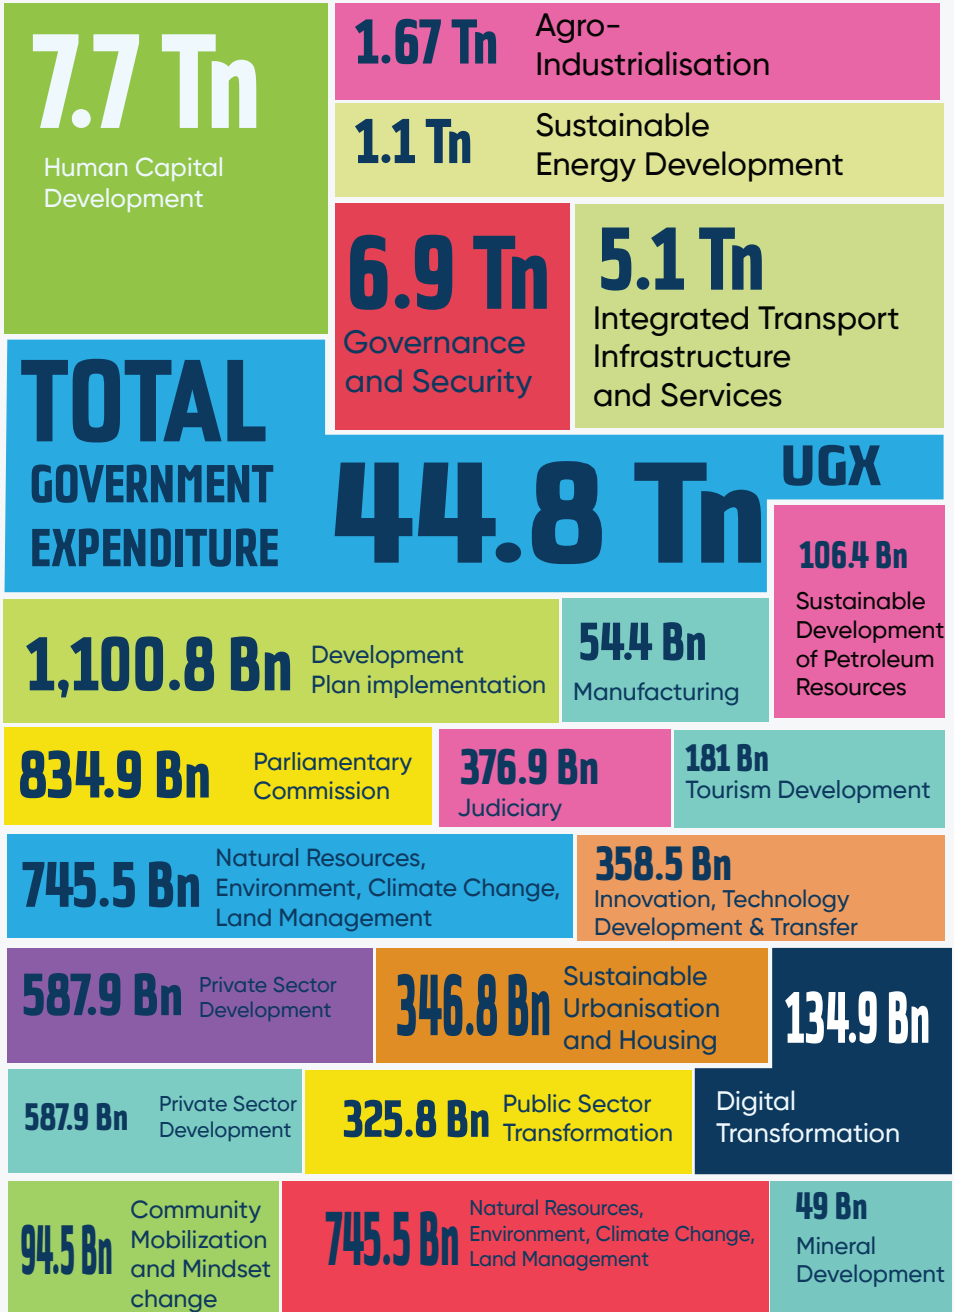 7.7 Tn
Human Capital
Development
1.67 Tn
Agro-
Industrialisation
1.1 Tn
Sustainable
Energy Development
6.9 Tn
Governance
and Security
5.1 Tn
Integrated Transport
Infrastructure
and Services
TOTAL
GOVERNMENT
EXPENDITURE
44.8 Tn
UGX
106.4 Bn
Sustainable
Development
of Petroleum
Resources
1,100.8 Bn
Development
Plan implementation
54.4 Bn
Manufacturing
834.9 Bn
Parliamentary
Commission
376.9 Bn
Judiciary
181 Bn
Tourism Development
745.5 Bn
Natural Resources,
Environment, Climate Change,
Land Management
358.5 Bn
Innovation, Technology
Development & Transfer
587.9 Bn
Private Sector
Development
346.8 Bn
Sustainable
Urbanisation
and Housing
134.9 Bn
Digital
Transformation
587.9 Bn
Private Sector
Development
325.8 Bn
Public Sector
Transformation
94.5 Bn
Community
Mobilization
and Mindset
change
745.5 Bn
Natural Resources,
Environment, Climate Change,
Land Management
49 Bn
Mineral
Development